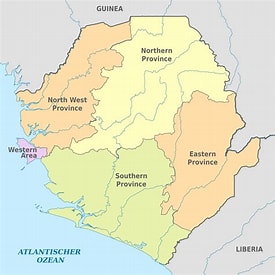 GUINEA
Northern
Province
North West
Province
Western
Area
Eastern
Province
Southern
Province
LIBERIA
ATLANTISCHER
OZEAN